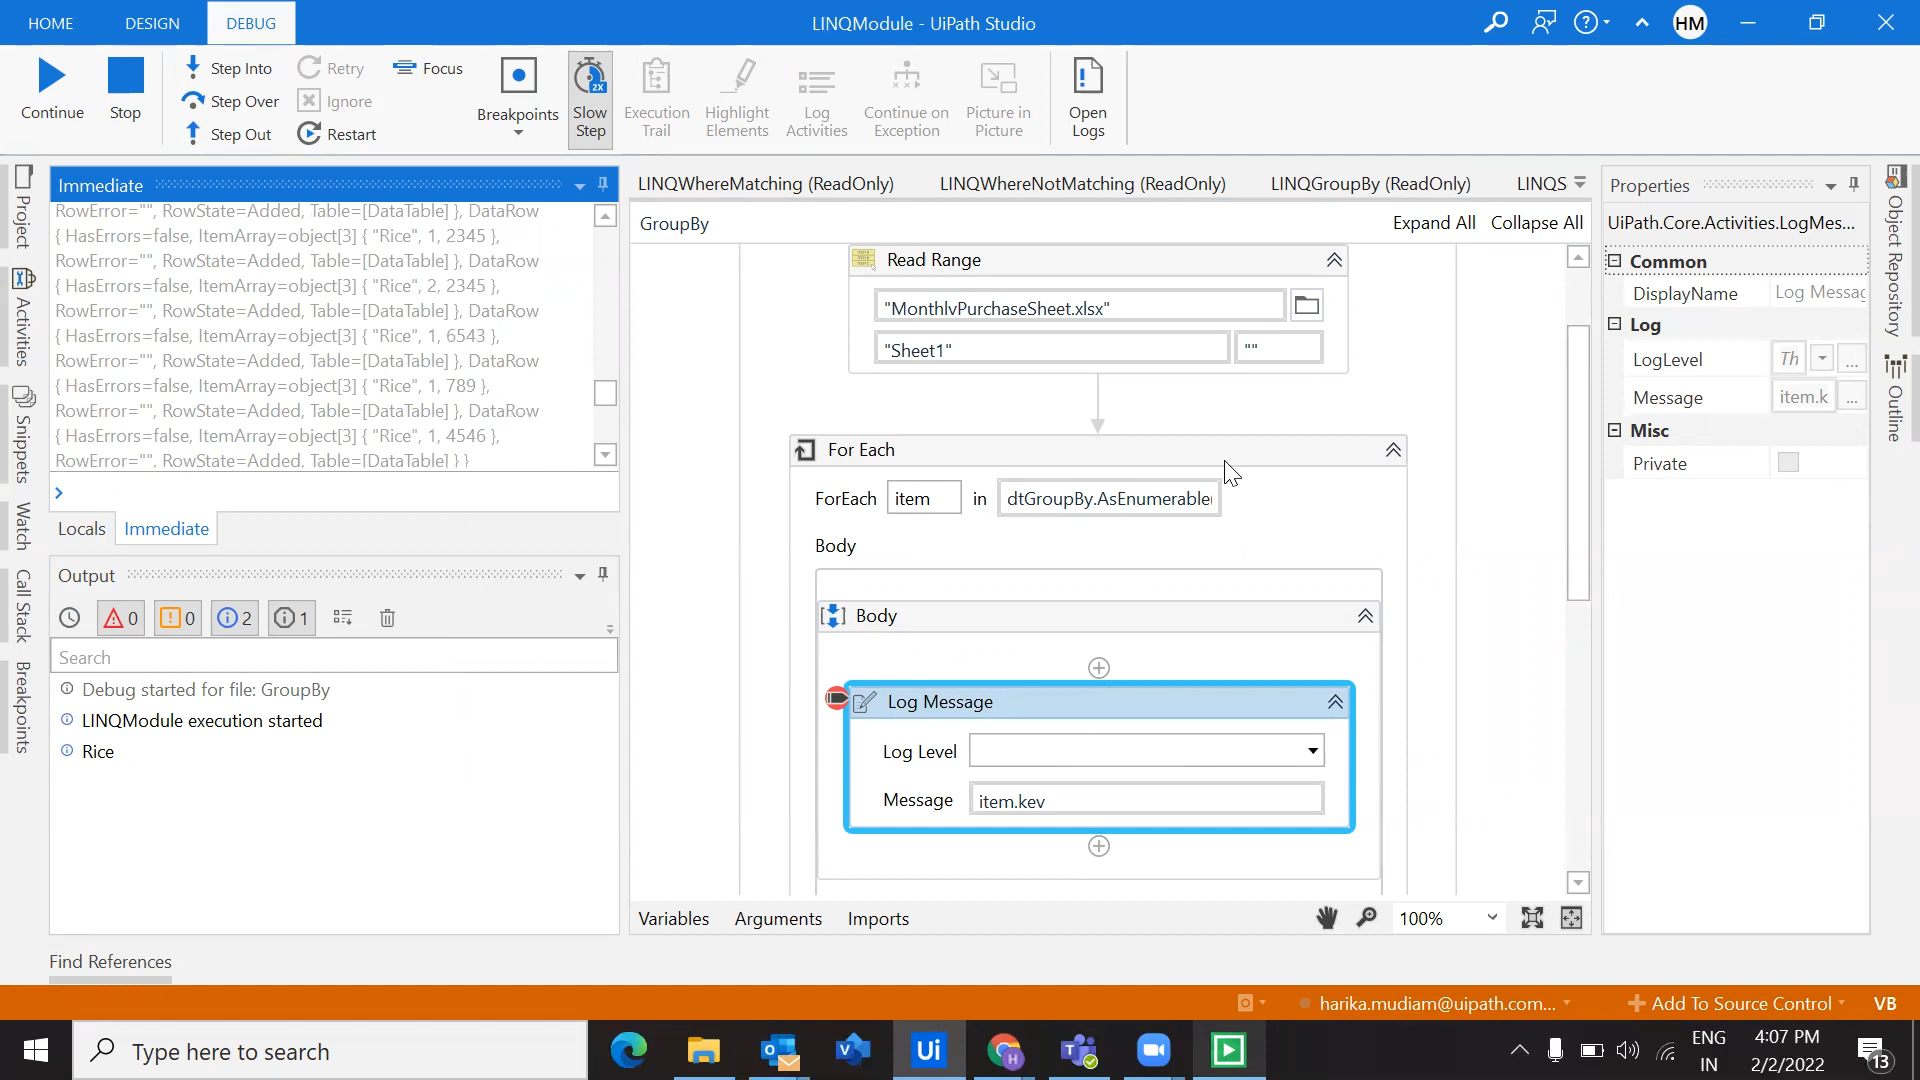 HOME DESIGN DEBUG LINQModule - UiPath Studio HM
Continue Stop Step Into Step Over Step Out Retry Ignore Restart Focus Breakpoints Slow Step Execution Trail Highlight Elements Log Activities Continue on Exception Picture in Picture Open Logs
Project
Activities
Snippets
Watch
Call Stack
Breakpoints
Immediate
RowError="", RowState=Added, Table=[DataTable] }, DataRow
{ HasErrors=false, ItemArray=object[3] { "Rice", 1, 2345 },
RowError="", RowState=Added, Table=[DataTable] }, DataRow
{ HasErrors=false, ItemArray=object[3] { "Rice", 2, 2345 },
RowError="", RowState=Added, Table=[DataTable] }, DataRow
{ HasErrors=false, ItemArray=object[3] { "Rice", 1, 6543 },
RowError="", RowState=Added, Table=[DataTable] }, DataRow
{ HasErrors=false, ItemArray=object[3] { "Rice", 1, 789 },
RowError="", RowState=Added, Table=[DataTable] }, DataRow
{ HasErrors=false, ItemArray=object[3] { "Rice", 1, 4546 },
RowError="", RowState=Added, Table=[DataTable] } }
Locals Immediate
Output
0 0 2 1
Search
Debug started for file: GroupBy
LINQModule execution started
Rice
Find References
LINQWhereMatching (ReadOnly) LINQWhereNotMatching (ReadOnly) LINQGroupBy (ReadOnly) LINQS
GroupBy Expand All Collapse All
Read Range
"MonthlyPurchaseSheet.xlsx"
"Sheet1" ""
For Each
ForEach item in dtGroupBy.AsEnumerable(
Body
Body
Log Message
Log Level
Message item.key
Variables Arguments Imports 100%
Properties
UiPath.Core.Activities.LogMes...
Common
DisplayName Log Messag
Log
LogLevel Th ...
Message item.k ...
Misc
Private
Object Repository
Outline
harika.mudiam@uipath.com... Add To Source Control VB
Type here to search
ENG
IN
4:07 PM
2/2/2022
13